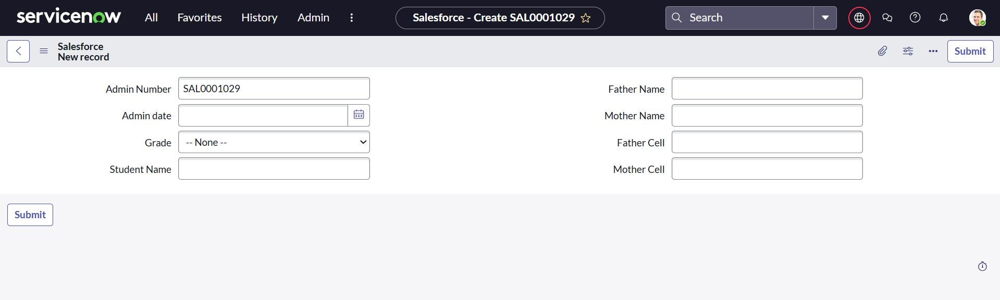 servicenow All Favorites History Admin Salesforce - Create SAL0001029 Search
Salesforce
New record
Submit
Admin Number SAL0001029
Father Name
Admin date
Mother Name
Grade -- None --
Father Cell
Student Name
Mother Cell
Submit